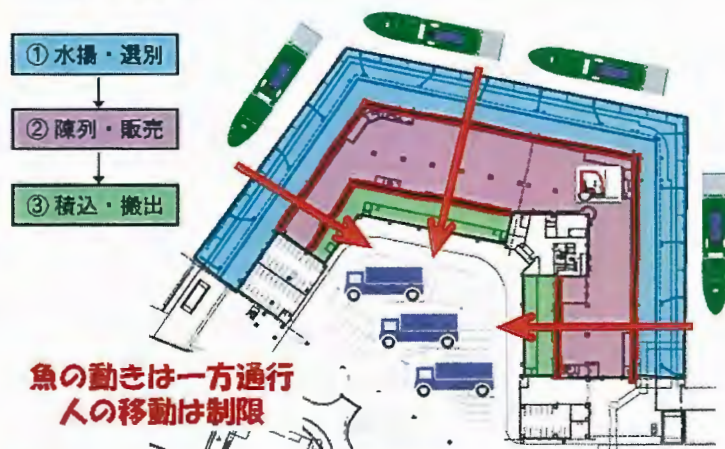 ① 水揚・選別
② 陳列・販売
③ 積込・搬出
魚の動きは一方通行
人の移動は制限